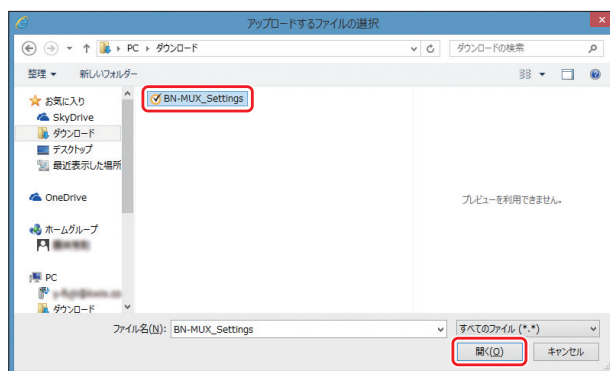 アップロードするファイルの選択
PC ▸ ダウンロード
ダウンロードの検索
整理 ▼ 新しいフォルダー
お気に入り
SkyDrive
ダウンロード
デスクトップ
最近表示した場所
OneDrive
ホームグループ
PC
ダウンロード
BN-MUX_Settings
プレビューを利用できません。
ファイル名(N): BN-MUX_Settings
すべてのファイル (*.*)
開く(O) キャンセル